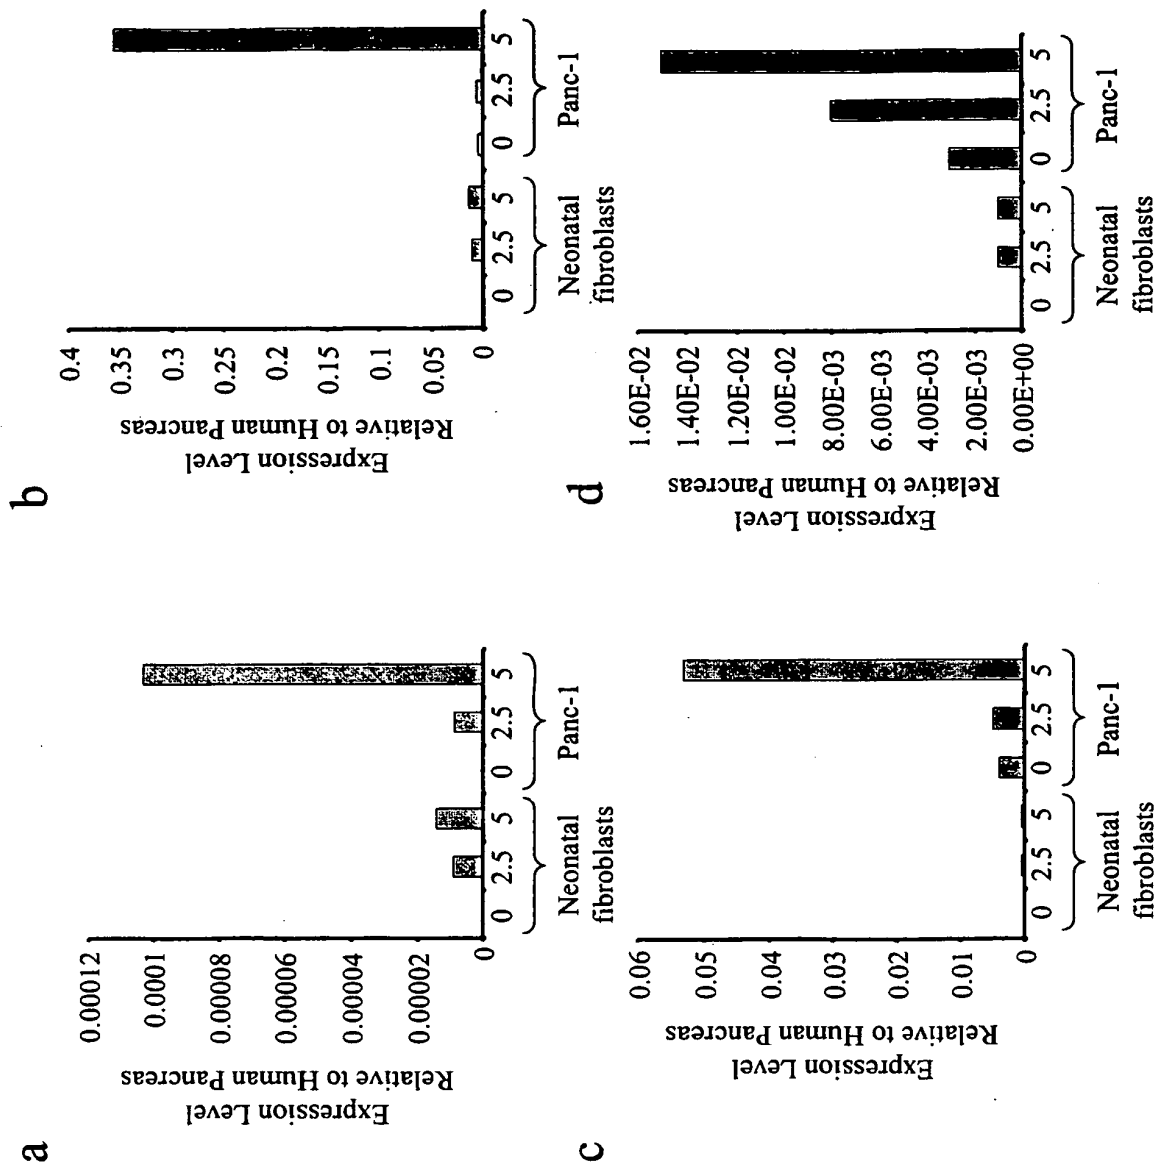 a
Expression Level
Relative to Human Pancreas
0.00012
0.0001
0.00008
0.00006
0.00004
0.00002
0
0 2.5 5 0 2.5 5
Neonatal
fibroblasts
Panc-1
b
Expression Level
Relative to Human Pancreas
0.4
0.35
0.3
0.25
0.2
0.15
0.1
0.05
0
0 2.5 5 0 2.5 5
Neonatal
fibroblasts
Panc-1
c
Expression Level
Relative to Human Pancreas
0.06
0.05
0.04
0.03
0.02
0.01
0
0 2.5 5 0 2.5 5
Neonatal
fibroblasts
Panc-1
d
Expression Level
Relative to Human Pancreas
1.60E-02
1.40E-02
1.20E-02
1.00E-02
8.00E-03
6.00E-03
4.00E-03
2.00E-03
0.00E+00
0 2.5 5 0 2.5 5
Neonatal
fibroblasts
Panc-1